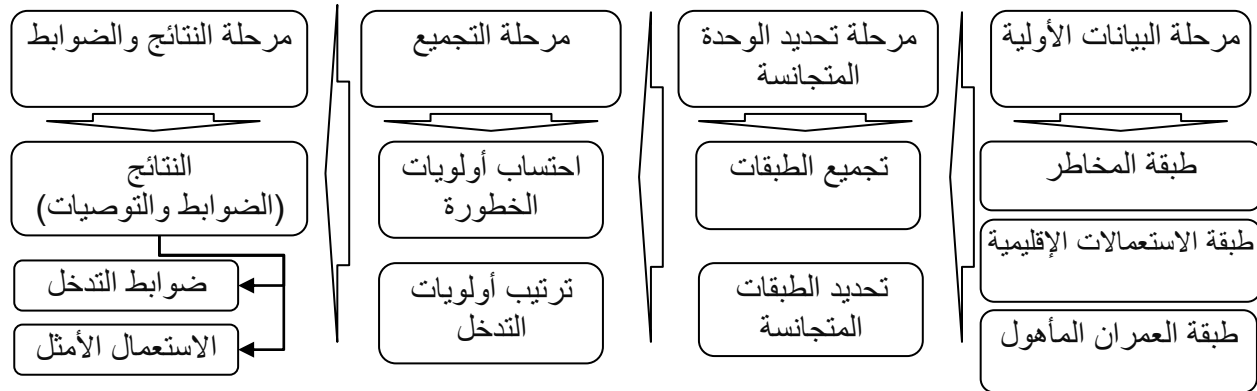 مرحلة البيانات الأولية
طبقة المخاطر
طبقة الاستعمالات الإقليمية
طبقة العمران المأهول
مرحلة تحديد الوحدة
المتجانسة
تجميع الطبقات
تحديد الطبقات
المتجانسة
مرحلة التجميع
احتساب أولويات
الخطورة
ترتيب أولويات
التدخل
مرحلة النتائج والضوابط
النتائج
(الضوابط والتوصيات)
ضوابط التدخل
الاستعمال الأمثل